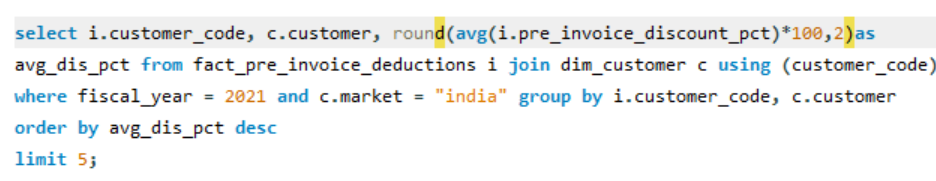 select i.customer_code, c.customer, round(avg(i.pre_invoice_discount_pct)*100,2)as
avg_dis_pct from fact_pre_invoice_deductions i join dim_customer c using (customer_code)
where fiscal_year = 2021 and c.market = "india" group by i.customer_code, c.customer
order by avg_dis_pct desc
limit 5;